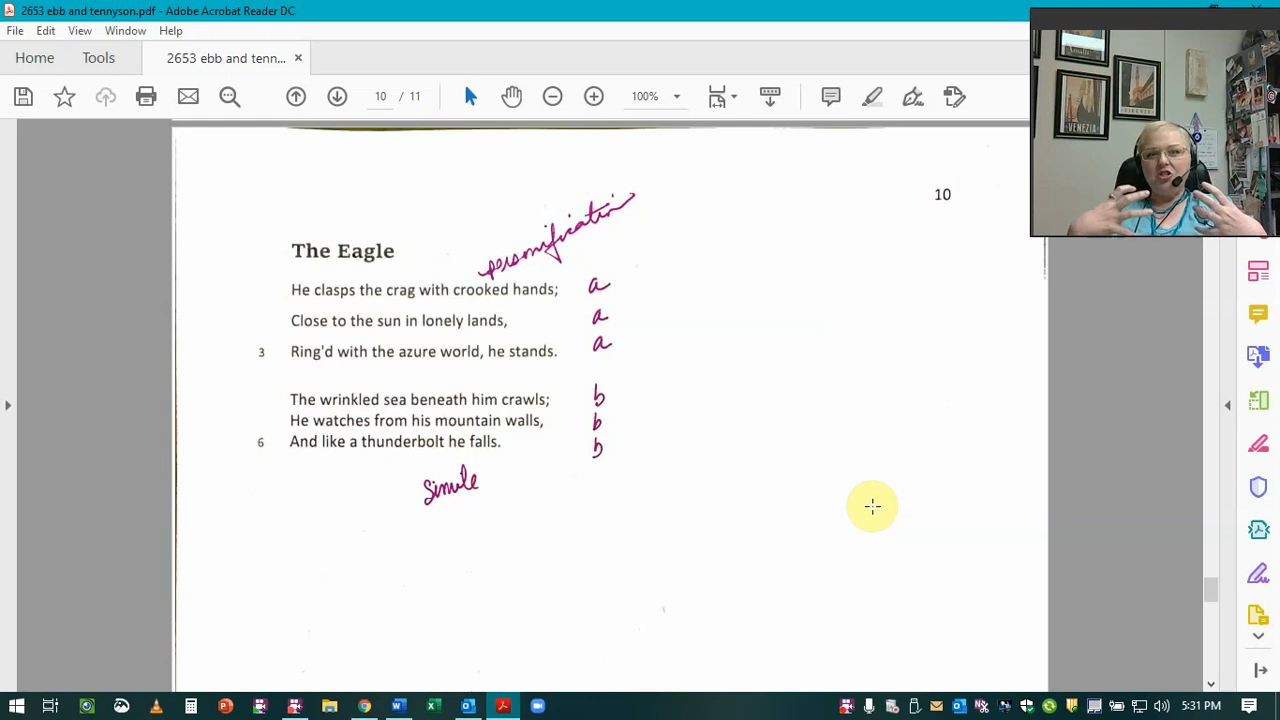 2653 ebb and tennyson.pdf - Adobe Acrobat Reader DC
File Edit View Window Help
Home Tools 2653 ebb and tenn... ×
10 / 11 100%
VENEZIA FIRENZE
10
personification
The Eagle
He clasps the crag with crooked hands; a
Close to the sun in lonely lands, a
3 Ring'd with the azure world, he stands. a
The wrinkled sea beneath him crawls; b
He watches from his mountain walls, b
6 And like a thunderbolt he falls. b
Simile
5:31 PM